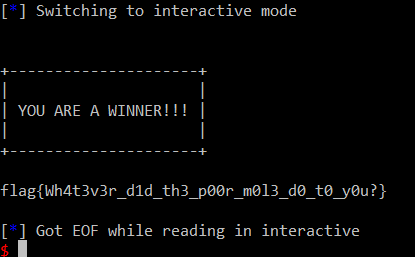 [*] Switching to interactive mode
+---------------------+
|                     |
| YOU ARE A WINNER!!! |
|                     |
+---------------------+
flag{Wh4t3v3r_d1d_th3_p00r_m0l3_d0_t0_y0u?}
[*] Got EOF while reading in interactive
$